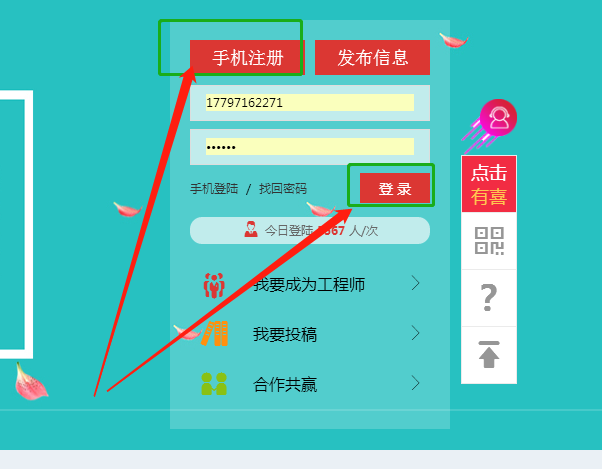 手机注册 发布信息
17797162271
••••••
手机登陆 / 找回密码 登 录
今日登陆 67 人/次
我要成为工程师
我要投稿
合作共赢
点击
有喜
?